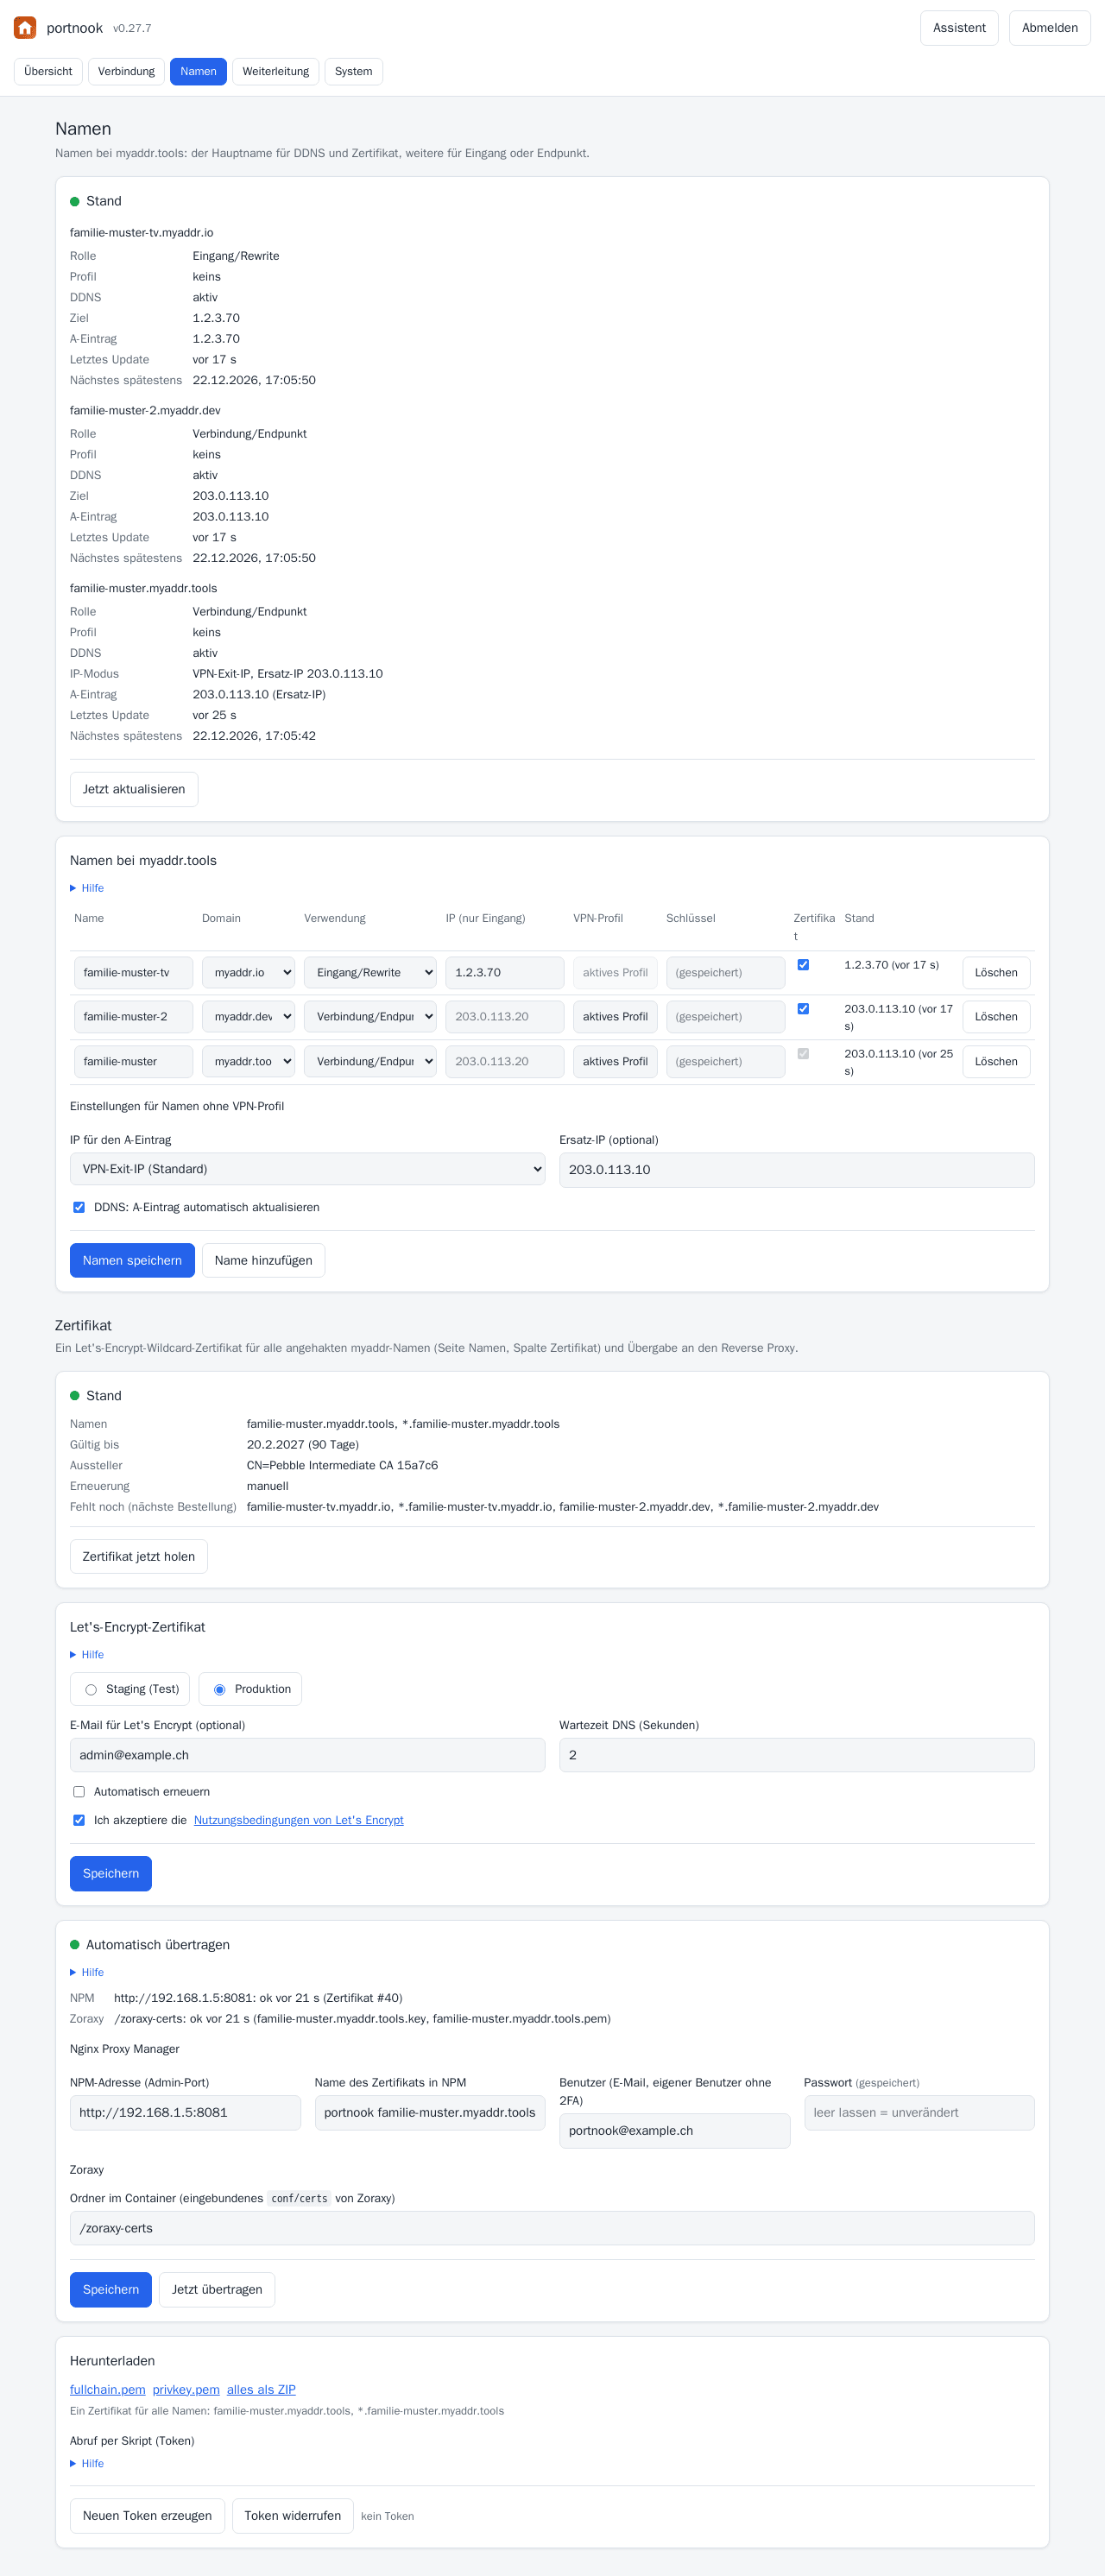 portnook v0.27.7 Assistent Abmelden
Übersicht Verbindung Namen Weiterleitung System
Namen
Namen bei myaddr.tools: der Hauptname für DDNS und Zertifikat, weitere für Eingang oder Endpunkt.
Stand
familie-muster-tv.myaddr.io
Rolle Eingang/Rewrite
Profil keins
DDNS aktiv
Ziel 1.2.3.70
A-Eintrag 1.2.3.70
Letztes Update vor 17 s
Nächstes spätestens 22.12.2026, 17:05:50
familie-muster-2.myaddr.dev
Rolle Verbindung/Endpunkt
Profil keins
DDNS aktiv
Ziel 203.0.113.10
A-Eintrag 203.0.113.10
Letztes Update vor 17 s
Nächstes spätestens 22.12.2026, 17:05:50
familie-muster.myaddr.tools
Rolle Verbindung/Endpunkt
Profil keins
DDNS aktiv
IP-Modus VPN-Exit-IP, Ersatz-IP 203.0.113.10
A-Eintrag 203.0.113.10 (Ersatz-IP)
Letztes Update vor 25 s
Nächstes spätestens 22.12.2026, 17:05:42
Jetzt aktualisieren
Namen bei myaddr.tools
Hilfe
Name Domain Verwendung IP (nur Eingang) VPN-Profil Schlüssel Zertifika Stand
t
familie-muster-tv myaddr.io Eingang/Rewrite 1.2.3.70 aktives Profil (gespeichert) 1.2.3.70 (vor 17 s) Löschen
familie-muster-2 myaddr.dev Verbindung/Endpun 203.0.113.20 aktives Profil (gespeichert) 203.0.113.10 (vor 17 Löschen
s)
familie-muster myaddr.too Verbindung/Endpun 203.0.113.20 aktives Profil (gespeichert) 203.0.113.10 (vor 25 Löschen
s)
Einstellungen für Namen ohne VPN-Profil
IP für den A-Eintrag Ersatz-IP (optional)
VPN-Exit-IP (Standard) 203.0.113.10
DDNS: A-Eintrag automatisch aktualisieren
Namen speichern Name hinzufügen
Zertifikat
Ein Let's-Encrypt-Wildcard-Zertifikat für alle angehakten myaddr-Namen (Seite Namen, Spalte Zertifikat) und Übergabe an den Reverse Proxy.
Stand
Namen familie-muster.myaddr.tools, *.familie-muster.myaddr.tools
Gültig bis 20.2.2027 (90 Tage)
Aussteller CN=Pebble Intermediate CA 15a7c6
Erneuerung manuell
Fehlt noch (nächste Bestellung) familie-muster-tv.myaddr.io, *.familie-muster-tv.myaddr.io, familie-muster-2.myaddr.dev, *.familie-muster-2.myaddr.dev
Zertifikat jetzt holen
Let's-Encrypt-Zertifikat
Hilfe
Staging (Test) Produktion
E-Mail für Let's Encrypt (optional) Wartezeit DNS (Sekunden)
admin@example.ch 2
Automatisch erneuern
Ich akzeptiere die Nutzungsbedingungen von Let's Encrypt
Speichern
Automatisch übertragen
Hilfe
NPM http://192.168.1.5:8081: ok vor 21 s (Zertifikat #40)
Zoraxy /zoraxy-certs: ok vor 21 s (familie-muster.myaddr.tools.key, familie-muster.myaddr.tools.pem)
Nginx Proxy Manager
NPM-Adresse (Admin-Port) Name des Zertifikats in NPM Benutzer (E-Mail, eigener Benutzer ohne Passwort (gespeichert)
2FA)
http://192.168.1.5:8081 portnook familie-muster.myaddr.tools portnook@example.ch leer lassen = unverändert
Zoraxy
Ordner im Container (eingebundenes conf/certs von Zoraxy)
/zoraxy-certs
Speichern Jetzt übertragen
Herunterladen
fullchain.pem privkey.pem alles als ZIP
Ein Zertifikat für alle Namen: familie-muster.myaddr.tools, *.familie-muster.myaddr.tools
Abruf per Skript (Token)
Hilfe
Neuen Token erzeugen Token widerrufen kein Token